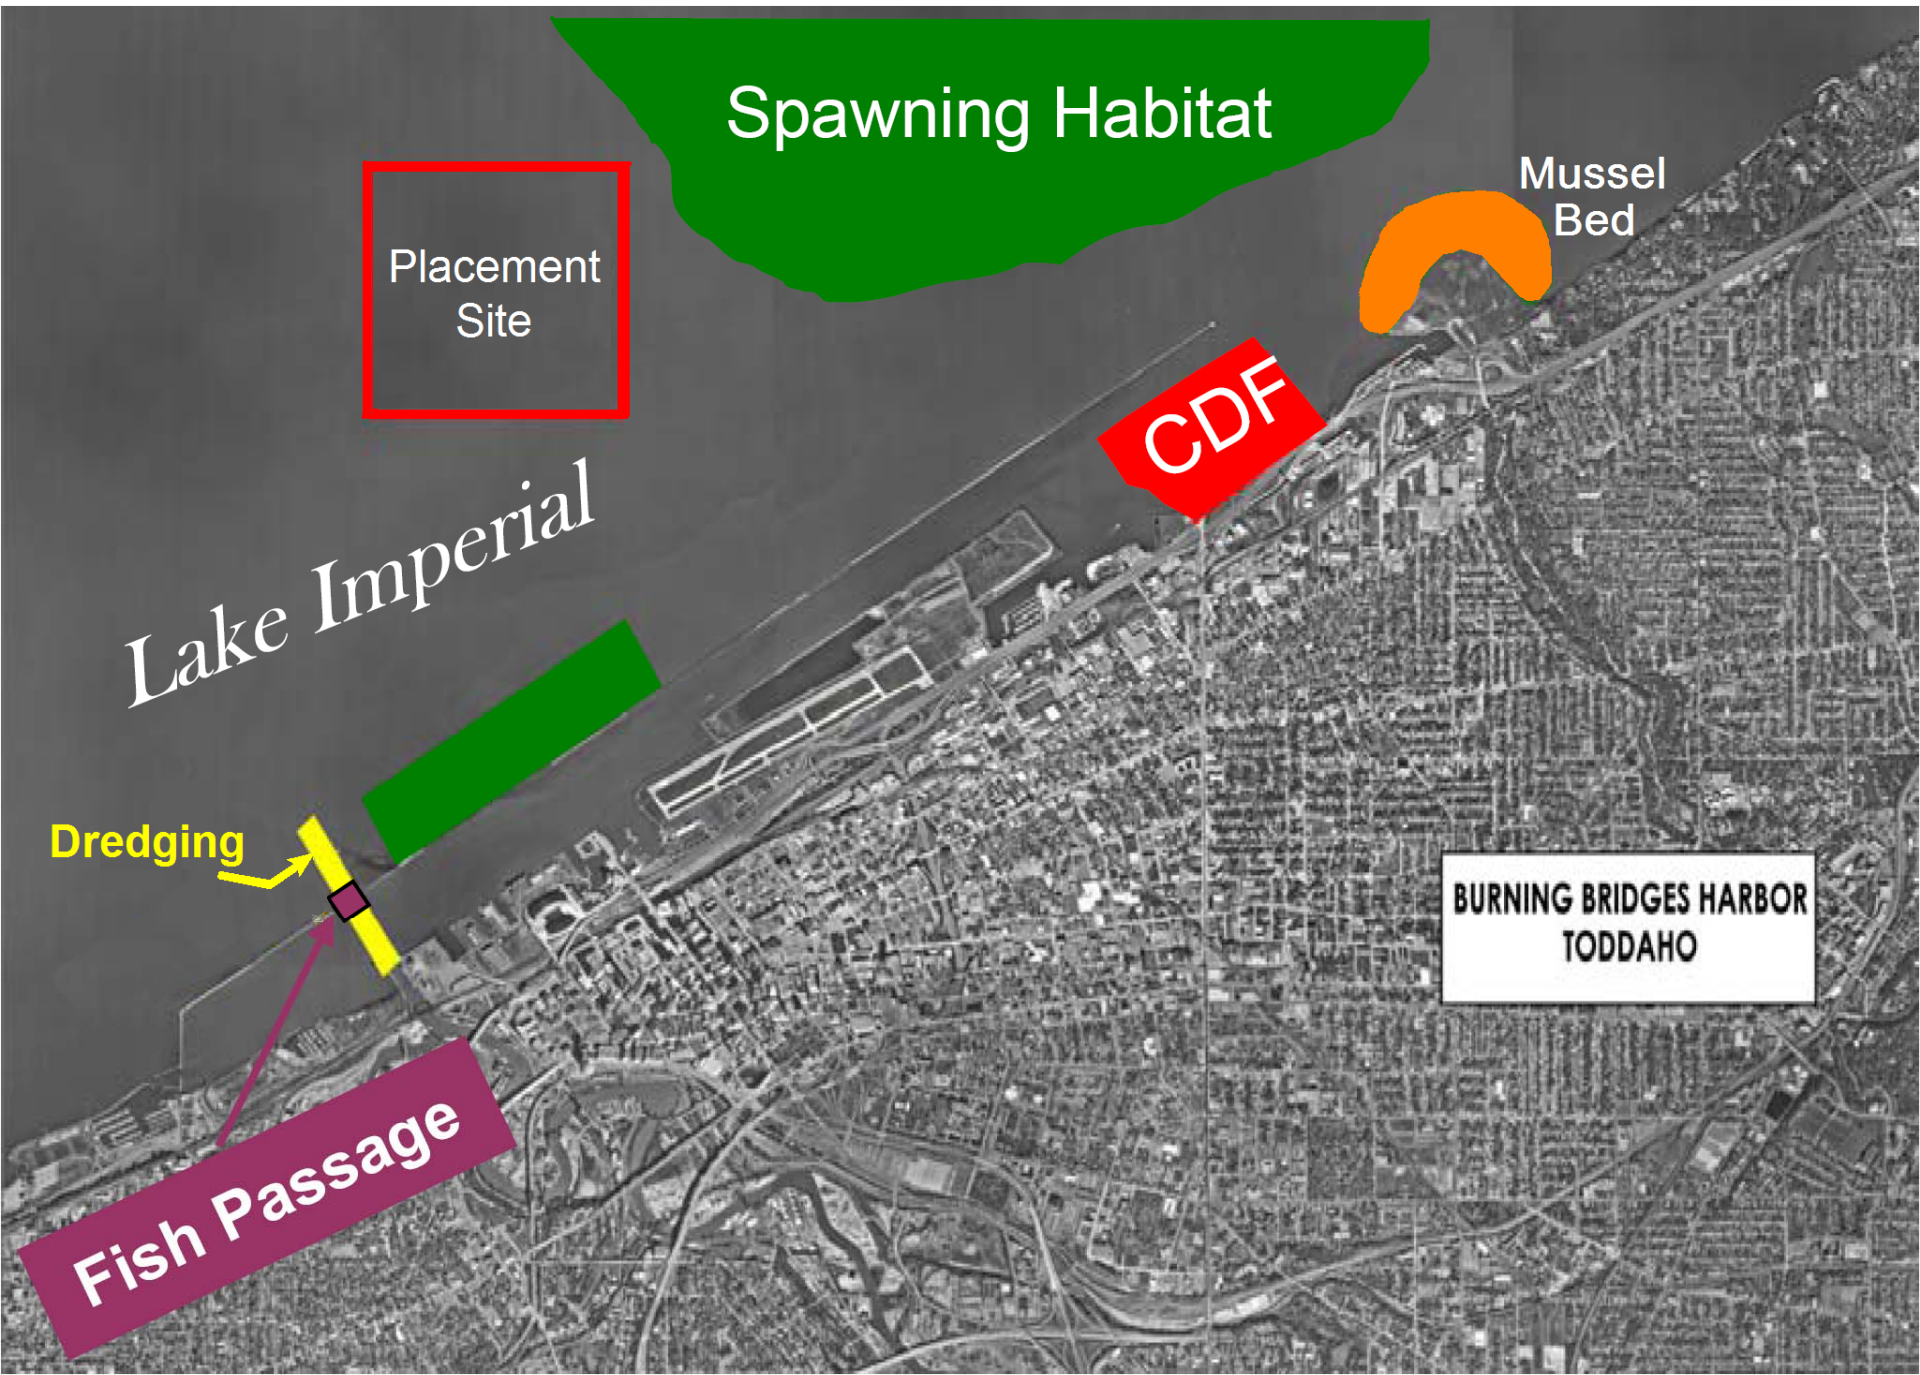 Spawning Habitat
Mussel
Bed
Placement
Site
CDF
Lake Imperial
Dredging
BURNING BRIDGES HARBOR
TODDAHO
Fish Passage